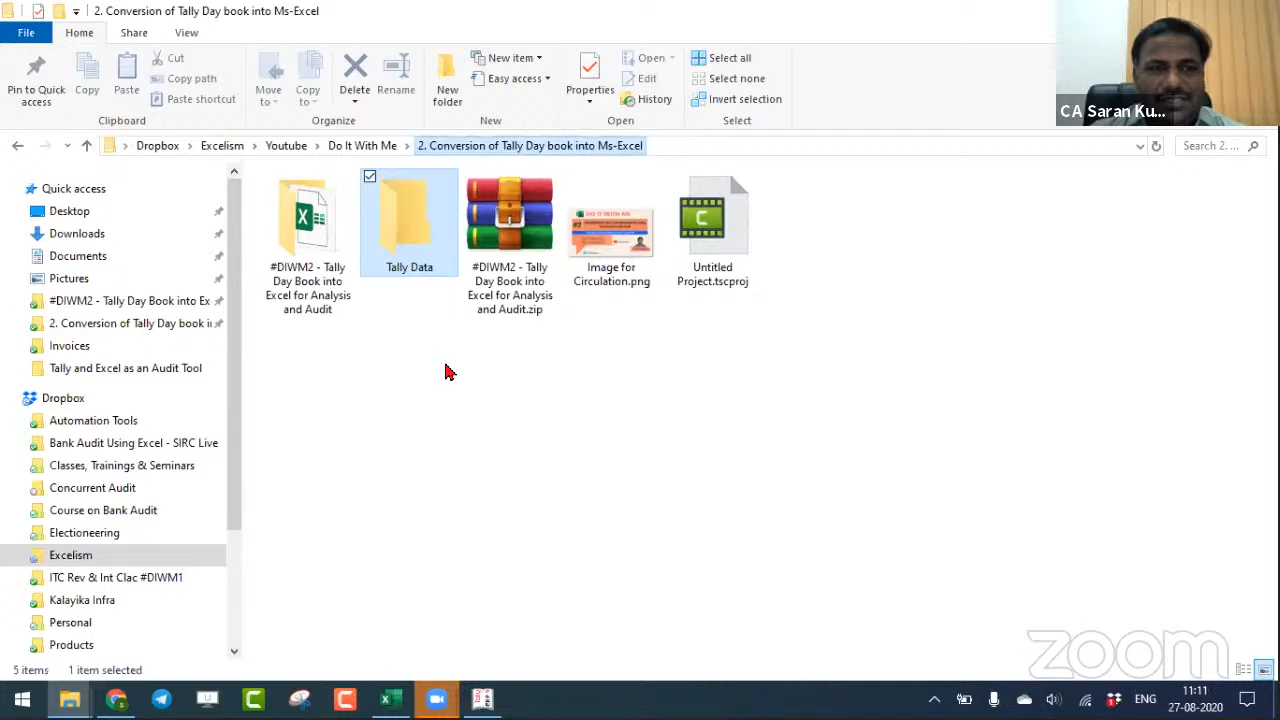 2. Conversion of Tally Day book into Ms-Excel
File
Home
Share
View
Pin to Quick access
Copy
Paste
Cut
Copy path
Paste shortcut
Clipboard
Move to
Copy to
Delete
Rename
Organize
New folder
New item
Easy access
New
Properties
Open
Edit
History
Open
Select all
Select none
Invert selection
Select
CA Saran Ku...
Dropbox
Excelism
Youtube
Do It With Me
2. Conversion of Tally Day book into Ms-Excel
Search 2. ...
Quick access
Desktop
Downloads
Documents
Pictures
#DIWM2 - Tally Day Book into Ex
2. Conversion of Tally Day book i
Invoices
Tally and Excel as an Audit Tool
Dropbox
Automation Tools
Bank Audit Using Excel - SIRC Live
Classes, Trainings & Seminars
Concurrent Audit
Course on Bank Audit
Electioneering
Excelism
ITC Rev & Int Clac #DIWM1
Kalayika Infra
Personal
Products
#DIWM2 - Tally
Day Book into
Excel for Analysis
and Audit
Tally Data
#DIWM2 - Tally
Day Book into
Excel for Analysis
and Audit.zip
DO IT WITH ME
#2
Image for
Circulation.png
Untitled
Project.tscproj
5 items
1 item selected
zoom
ENG
11:11
27-08-2020